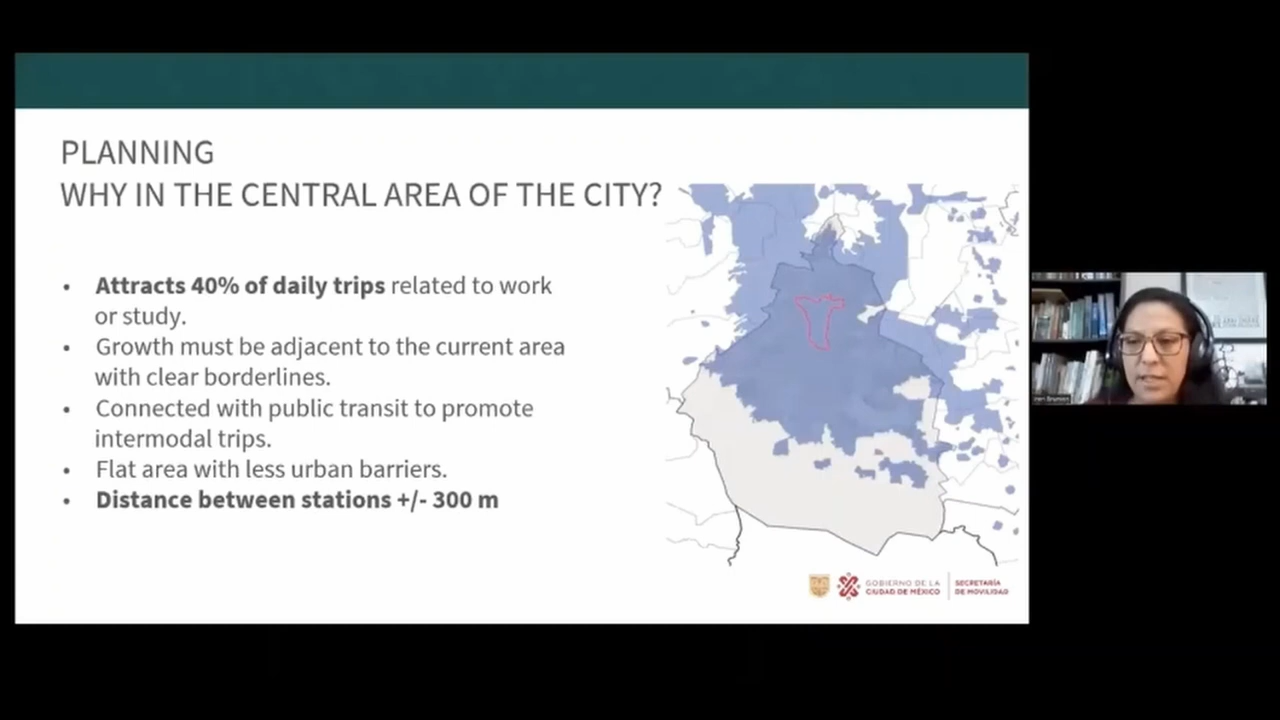 PLANNING
WHY IN THE CENTRAL AREA OF THE CITY?
• Attracts 40% of daily trips related to work
or study.
• Growth must be adjacent to the current area
with clear borderlines.
• Connected with public transit to promote
intermodal trips.
• Flat area with less urban barriers.
• Distance between stations +/- 300 m
GOBIERNO DE LA
CIUDAD DE MÉXICO
SECRETARÍA
DE MOVILIDAD